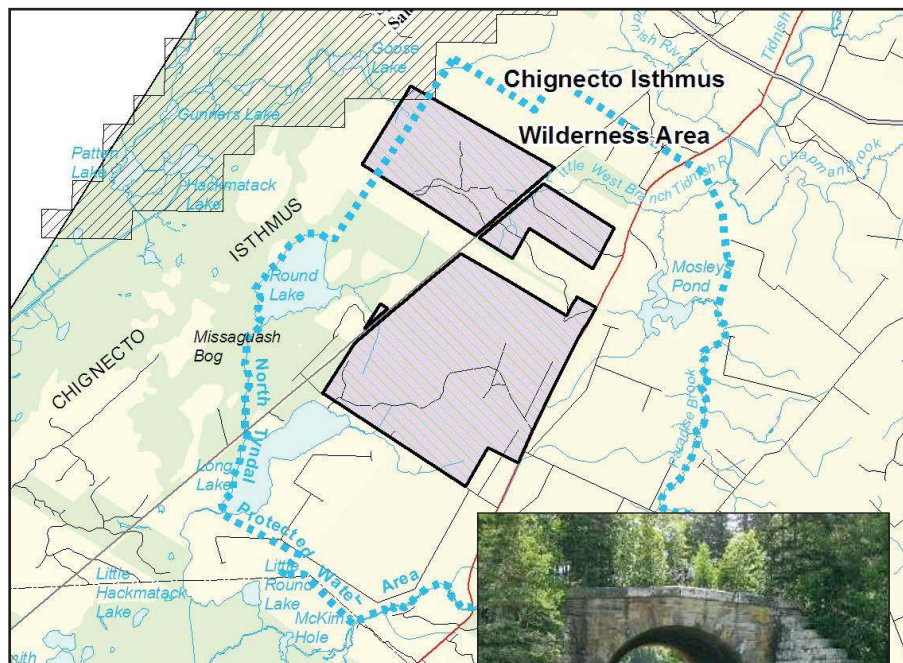 Goose
Lake
Tidnish
Chignecto Isthmus
Gunners Lake
Wilderness Area
Patten
Lake
Hackmatack
Lake
Little West Branch Tidnish R
Chapman brook
ISTHMUS
Round
Lake
Mosley
Pond
Missaguash
Bog
CHIGNECTO
North Tyndal
Protected Water Area
Paradise Brook
Long
Lake
Little
Hackmatack
Lake
Little
Round
Lake
McKim
Hole